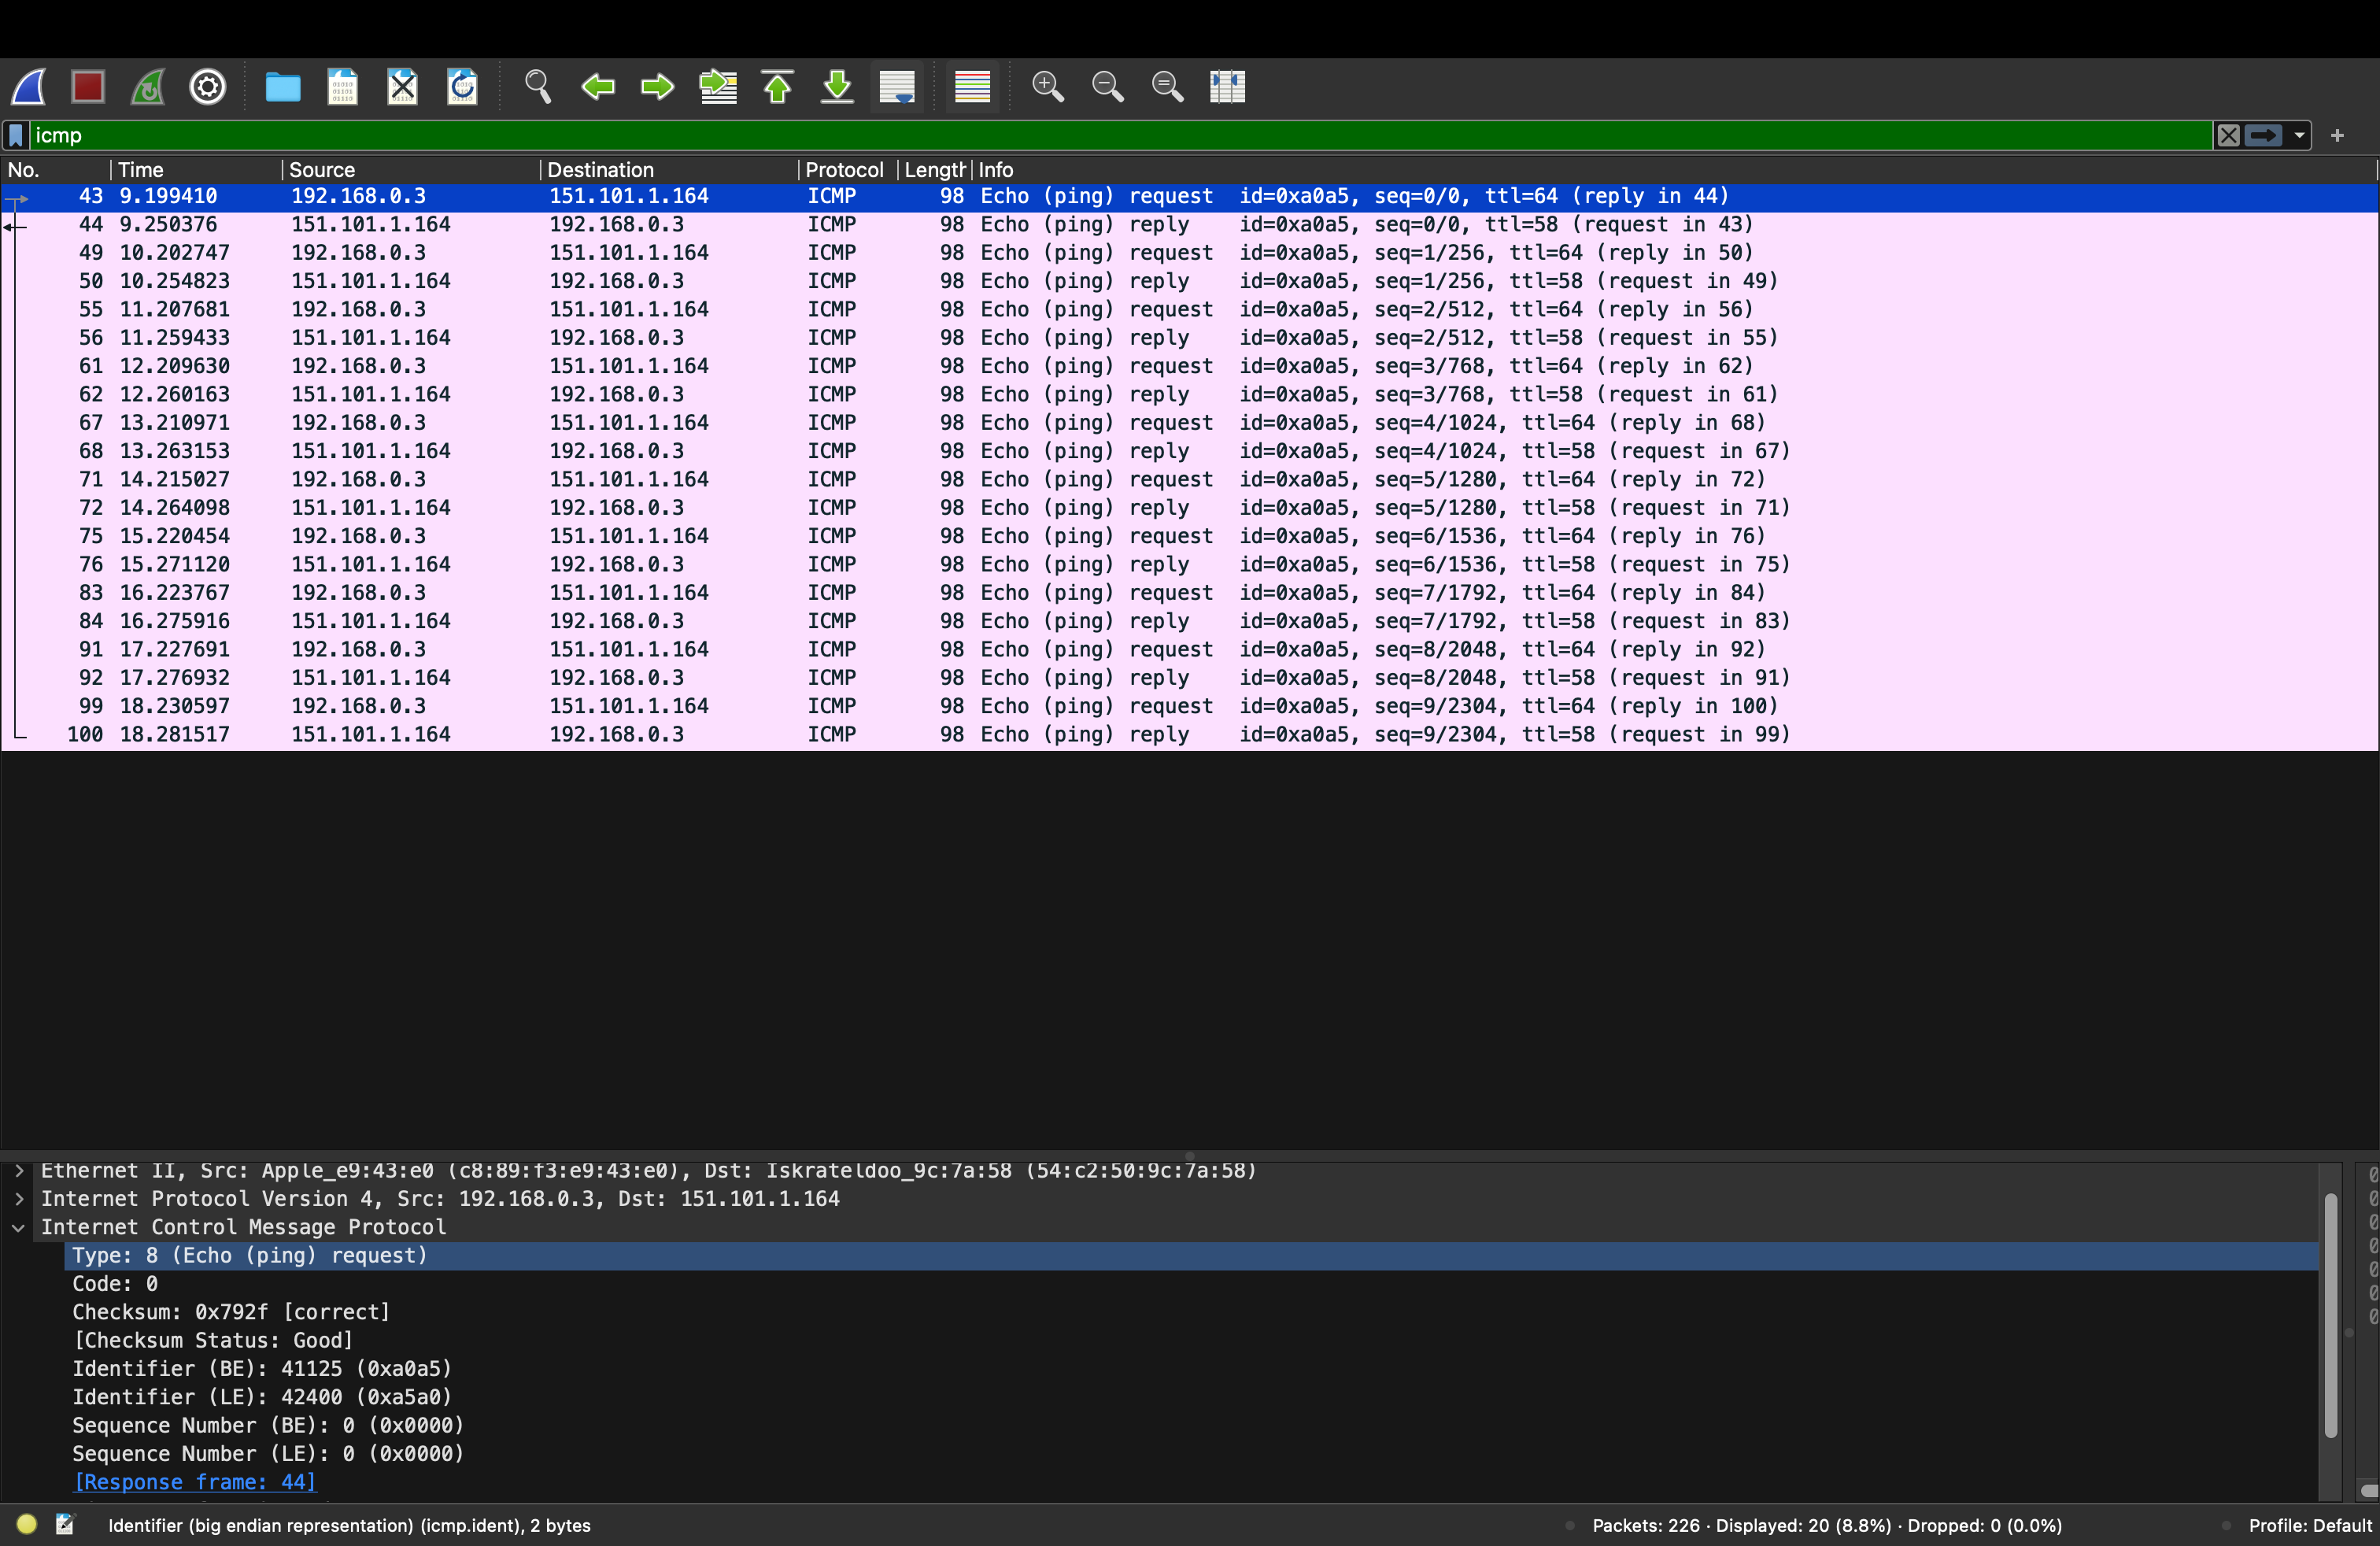 icmp
No. Time Source Destination Protocol Length Info
43 9.199410 192.168.0.3 151.101.1.164 ICMP 98 Echo (ping) request id=0xa0a5, seq=0/0, ttl=64 (reply in 44)
44 9.250376 151.101.1.164 192.168.0.3 ICMP 98 Echo (ping) reply id=0xa0a5, seq=0/0, ttl=58 (request in 43)
49 10.202747 192.168.0.3 151.101.1.164 ICMP 98 Echo (ping) request id=0xa0a5, seq=1/256, ttl=64 (reply in 50)
50 10.254823 151.101.1.164 192.168.0.3 ICMP 98 Echo (ping) reply id=0xa0a5, seq=1/256, ttl=58 (request in 49)
55 11.207681 192.168.0.3 151.101.1.164 ICMP 98 Echo (ping) request id=0xa0a5, seq=2/512, ttl=64 (reply in 56)
56 11.259433 151.101.1.164 192.168.0.3 ICMP 98 Echo (ping) reply id=0xa0a5, seq=2/512, ttl=58 (request in 55)
61 12.209630 192.168.0.3 151.101.1.164 ICMP 98 Echo (ping) request id=0xa0a5, seq=3/768, ttl=64 (reply in 62)
62 12.260163 151.101.1.164 192.168.0.3 ICMP 98 Echo (ping) reply id=0xa0a5, seq=3/768, ttl=58 (request in 61)
67 13.210971 192.168.0.3 151.101.1.164 ICMP 98 Echo (ping) request id=0xa0a5, seq=4/1024, ttl=64 (reply in 68)
68 13.263153 151.101.1.164 192.168.0.3 ICMP 98 Echo (ping) reply id=0xa0a5, seq=4/1024, ttl=58 (request in 67)
71 14.215027 192.168.0.3 151.101.1.164 ICMP 98 Echo (ping) request id=0xa0a5, seq=5/1280, ttl=64 (reply in 72)
72 14.264098 151.101.1.164 192.168.0.3 ICMP 98 Echo (ping) reply id=0xa0a5, seq=5/1280, ttl=58 (request in 71)
75 15.220454 192.168.0.3 151.101.1.164 ICMP 98 Echo (ping) request id=0xa0a5, seq=6/1536, ttl=64 (reply in 76)
76 15.271120 151.101.1.164 192.168.0.3 ICMP 98 Echo (ping) reply id=0xa0a5, seq=6/1536, ttl=58 (request in 75)
83 16.223767 192.168.0.3 151.101.1.164 ICMP 98 Echo (ping) request id=0xa0a5, seq=7/1792, ttl=64 (reply in 84)
84 16.275916 151.101.1.164 192.168.0.3 ICMP 98 Echo (ping) reply id=0xa0a5, seq=7/1792, ttl=58 (request in 83)
91 17.227691 192.168.0.3 151.101.1.164 ICMP 98 Echo (ping) request id=0xa0a5, seq=8/2048, ttl=64 (reply in 92)
92 17.276932 151.101.1.164 192.168.0.3 ICMP 98 Echo (ping) reply id=0xa0a5, seq=8/2048, ttl=58 (request in 91)
99 18.230597 192.168.0.3 151.101.1.164 ICMP 98 Echo (ping) request id=0xa0a5, seq=9/2304, ttl=64 (reply in 100)
100 18.281517 151.101.1.164 192.168.0.3 ICMP 98 Echo (ping) reply id=0xa0a5, seq=9/2304, ttl=58 (request in 99)
Ethernet II, Src: Apple_e9:43:e0 (c8:89:f3:e9:43:e0), Dst: Iskrateldoo_9c:7a:58 (54:c2:50:9c:7a:58)
Internet Protocol Version 4, Src: 192.168.0.3, Dst: 151.101.1.164
Internet Control Message Protocol
Type: 8 (Echo (ping) request)
Code: 0
Checksum: 0x792f [correct]
[Checksum Status: Good]
Identifier (BE): 41125 (0xa0a5)
Identifier (LE): 42400 (0xa5a0)
Sequence Number (BE): 0 (0x0000)
Sequence Number (LE): 0 (0x0000)
[Response frame: 44]
Identifier (big endian representation) (icmp.ident), 2 bytes
Packets: 226 · Displayed: 20 (8.8%) · Dropped: 0 (0.0%)
Profile: Default